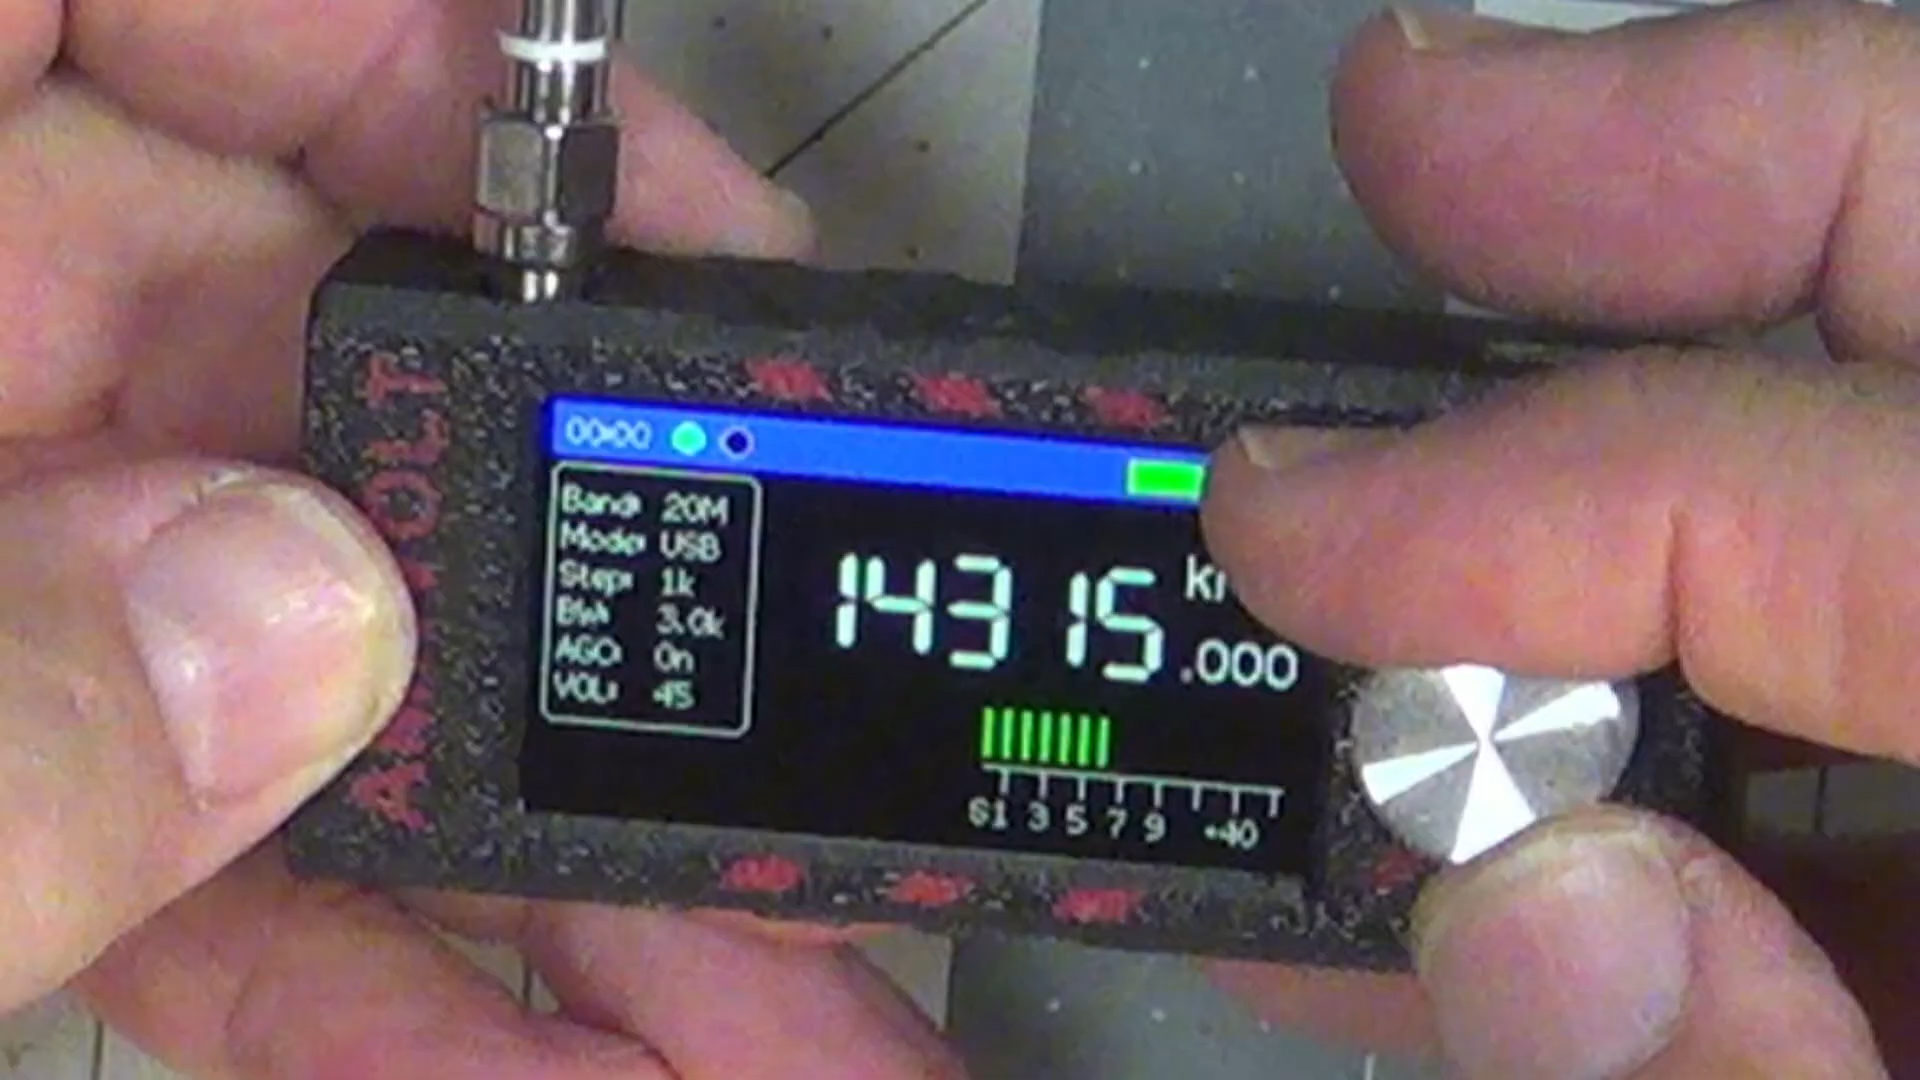 00:00
Band: 20M
Mode: USB
Step: 1k
BW: 3.0k
AGC: On
VOL: 45
14315.000
S1 3 5 7 9 +40